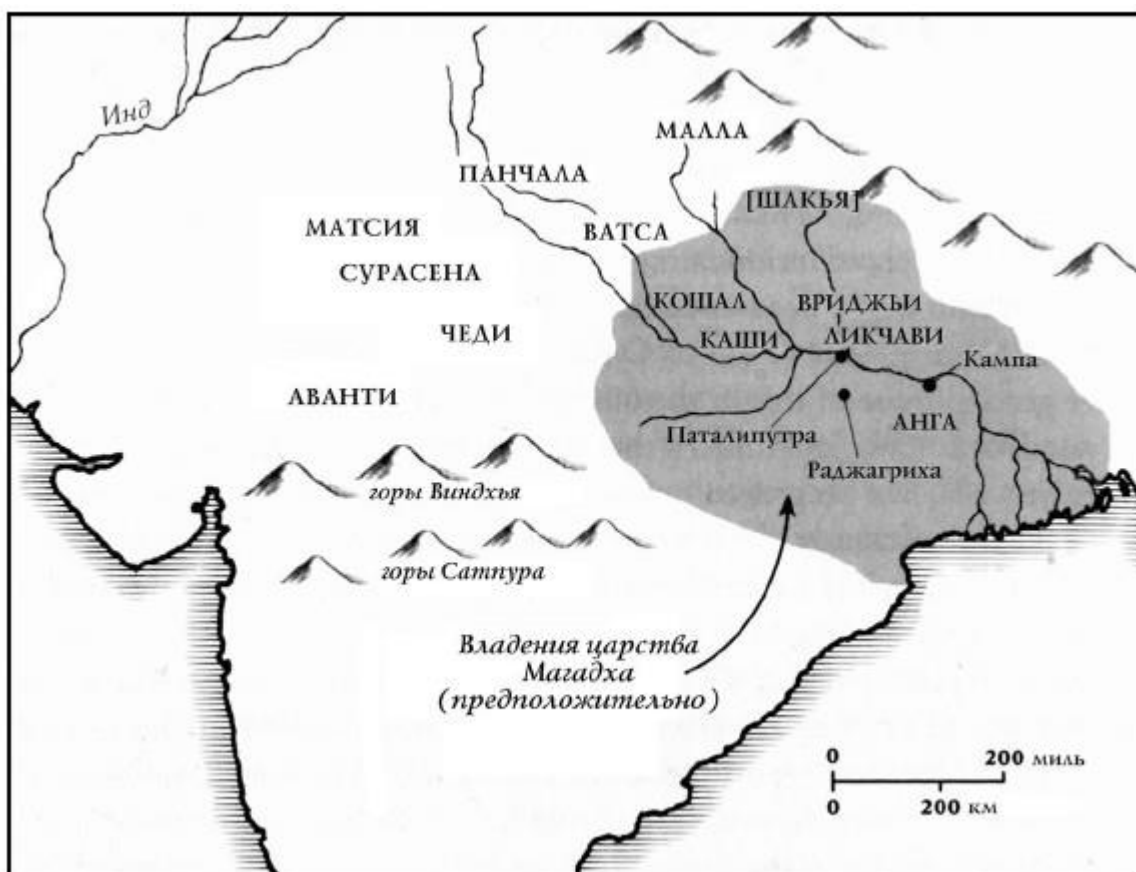 Инд
МАЛЛА
ПАНЧАЛА
[ШАКЬЯ]
МАТСИЯ
ВАТСА
СУРАСЕНА
КОШАЛ
ВРИДЖЬИ
ЧЕДИ
КАШИ
ЛИКЧАВИ
Кампа
АВАНТИ
АНГА
Паталипутра
Раджагриха
горы Виндхья
горы Сатпура
Владения царства
Магадха
(предположительно)
0 200 миль
0 200 км